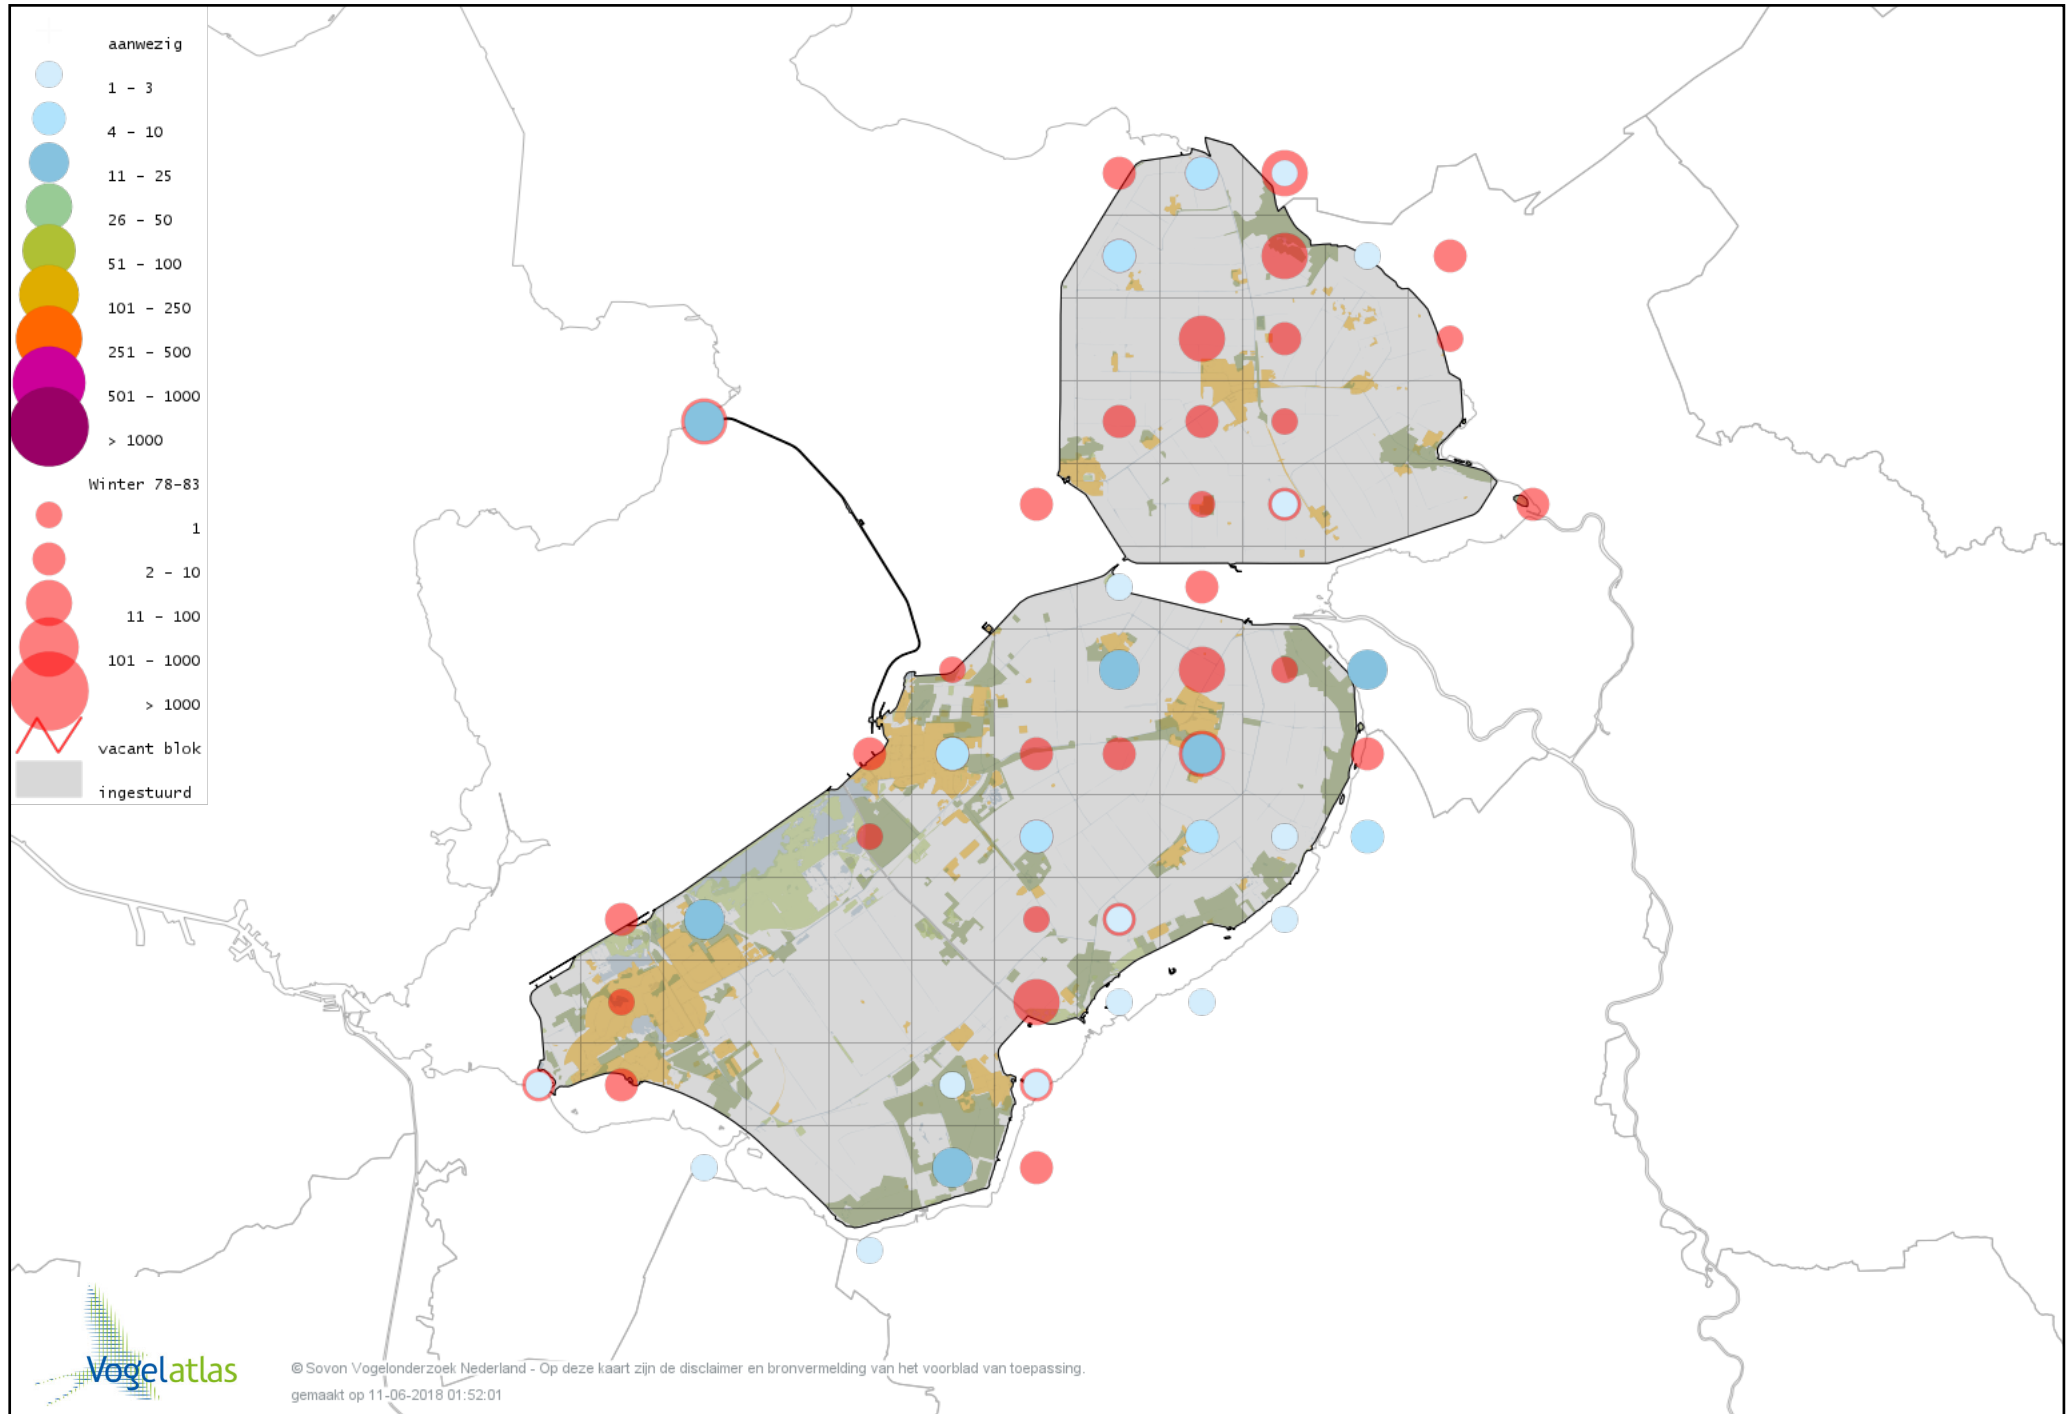 aanwezig
1 - 3
4 - 10
11 - 25
26 - 50
51 - 100
101 - 250
251 - 500
501 - 1000
> 1000
Winter 78-83
1
2 - 10
11 - 100
101 - 1000
> 1000
vacant blok
ingestuurd
Vogelatlas
© Sovon Vogelonderzoek Nederland - Op deze kaart zijn de disclaimer en bronvermelding van het voorblad van toepassing.
gemaakt op 11-06-2018 01:52:01